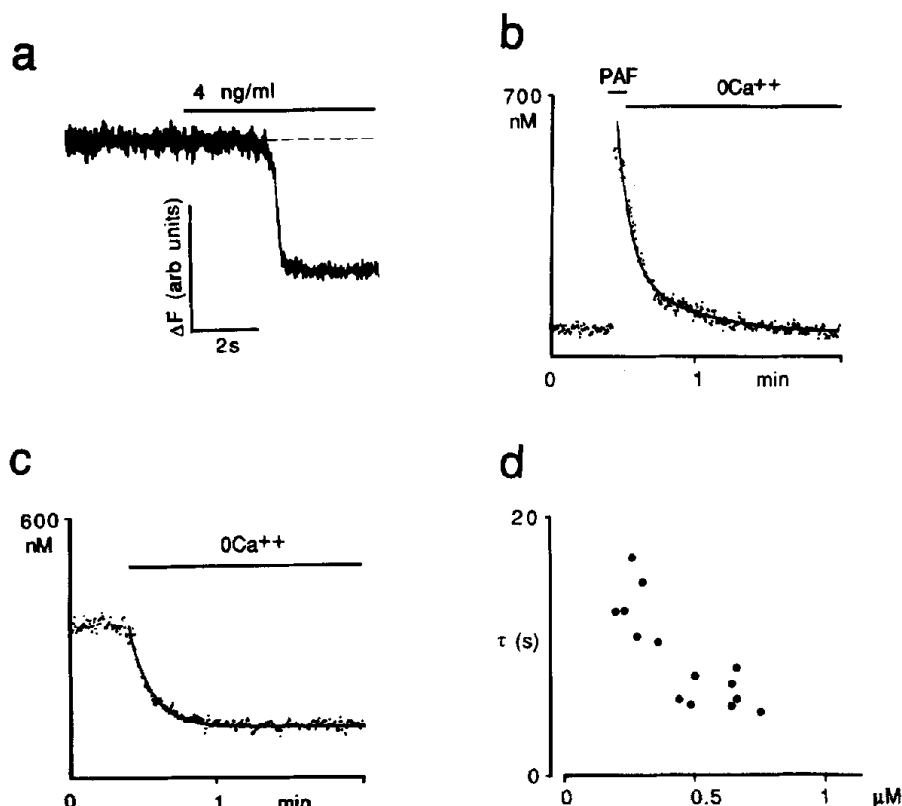 a
4 ng/ml
ΔF (arb units)
2s
b
PAF
0Ca++
700
nM
0
1
min
c
600
nM
0Ca++
0
1
min
d
20
τ (s)
0
0
0.5
1
μM